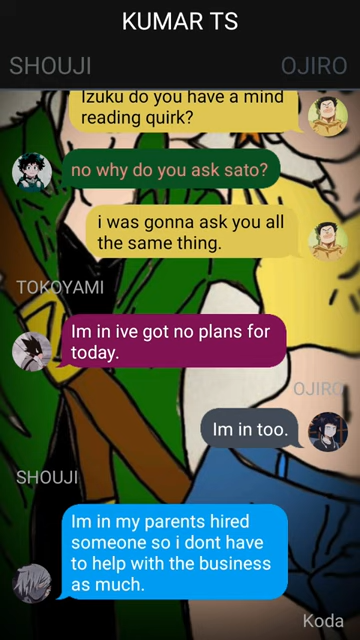 KUMAR TS
SHOUJI
OJIRO
Izuku do you have a mind
reading quirk?
no why do you ask sato?
i was gonna ask you all
the same thing.
TOKOYAMI
Im in ive got no plans for
today.
OJIRO
Im in too.
SHOUJI
Im in my parents hired
someone so i dont have
to help with the business
as much.
Koda